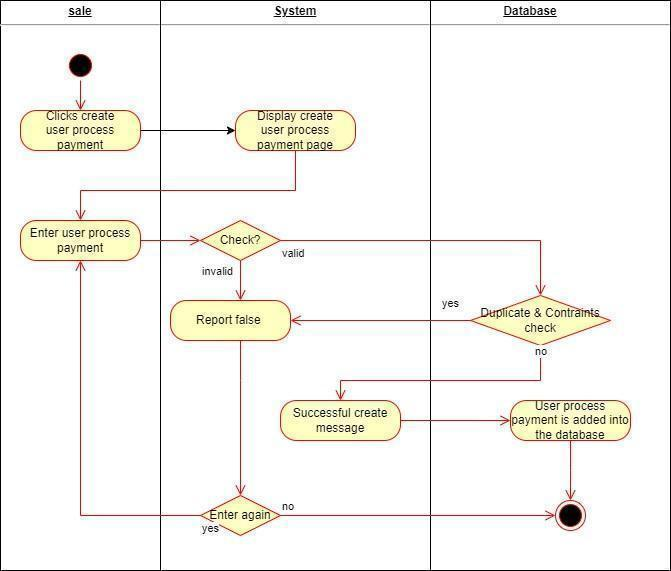 sale
System
Database
Clicks create
user process
payment
Display create
user process
payment page
Enter user process
payment
Check?
valid
invalid
Report false
yes
Duplicate & Contraints
check
no
Successful create
message
User process
payment is added into
the database
Enter again
no
yes